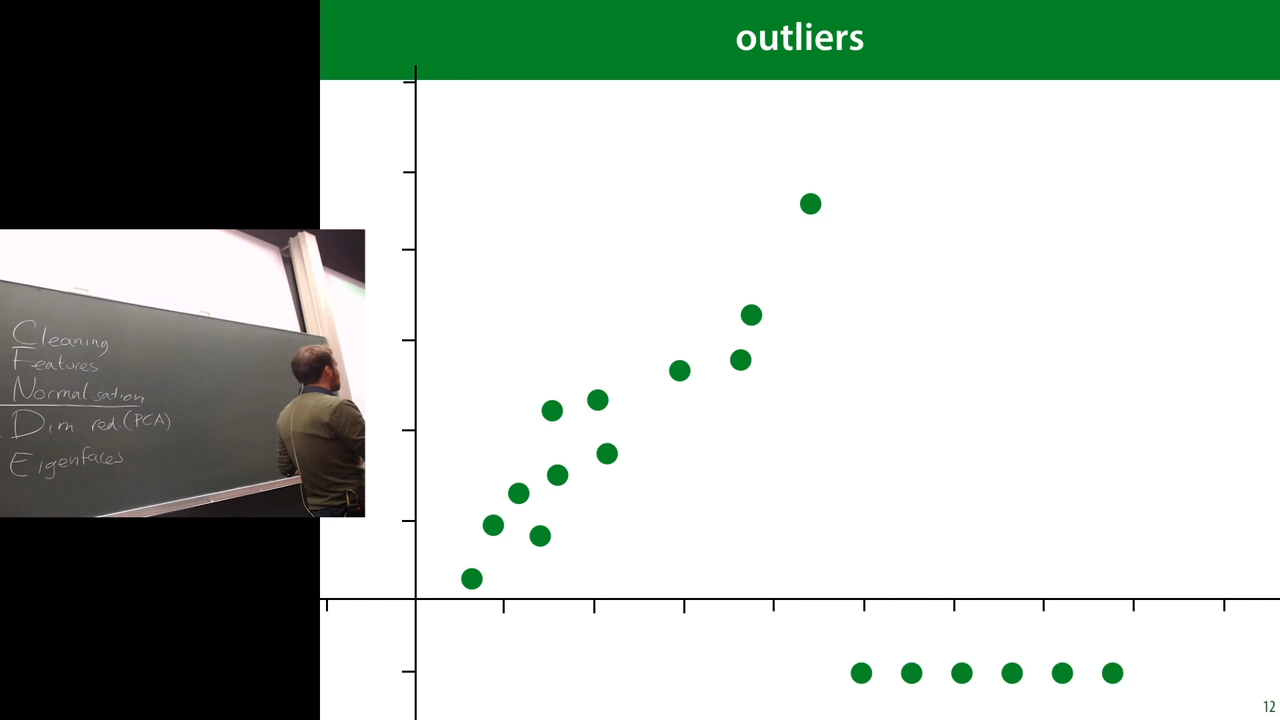 outliers
Cleaning
Features
Normalisation
Dim red. (PCA)
Eigenfaces
12